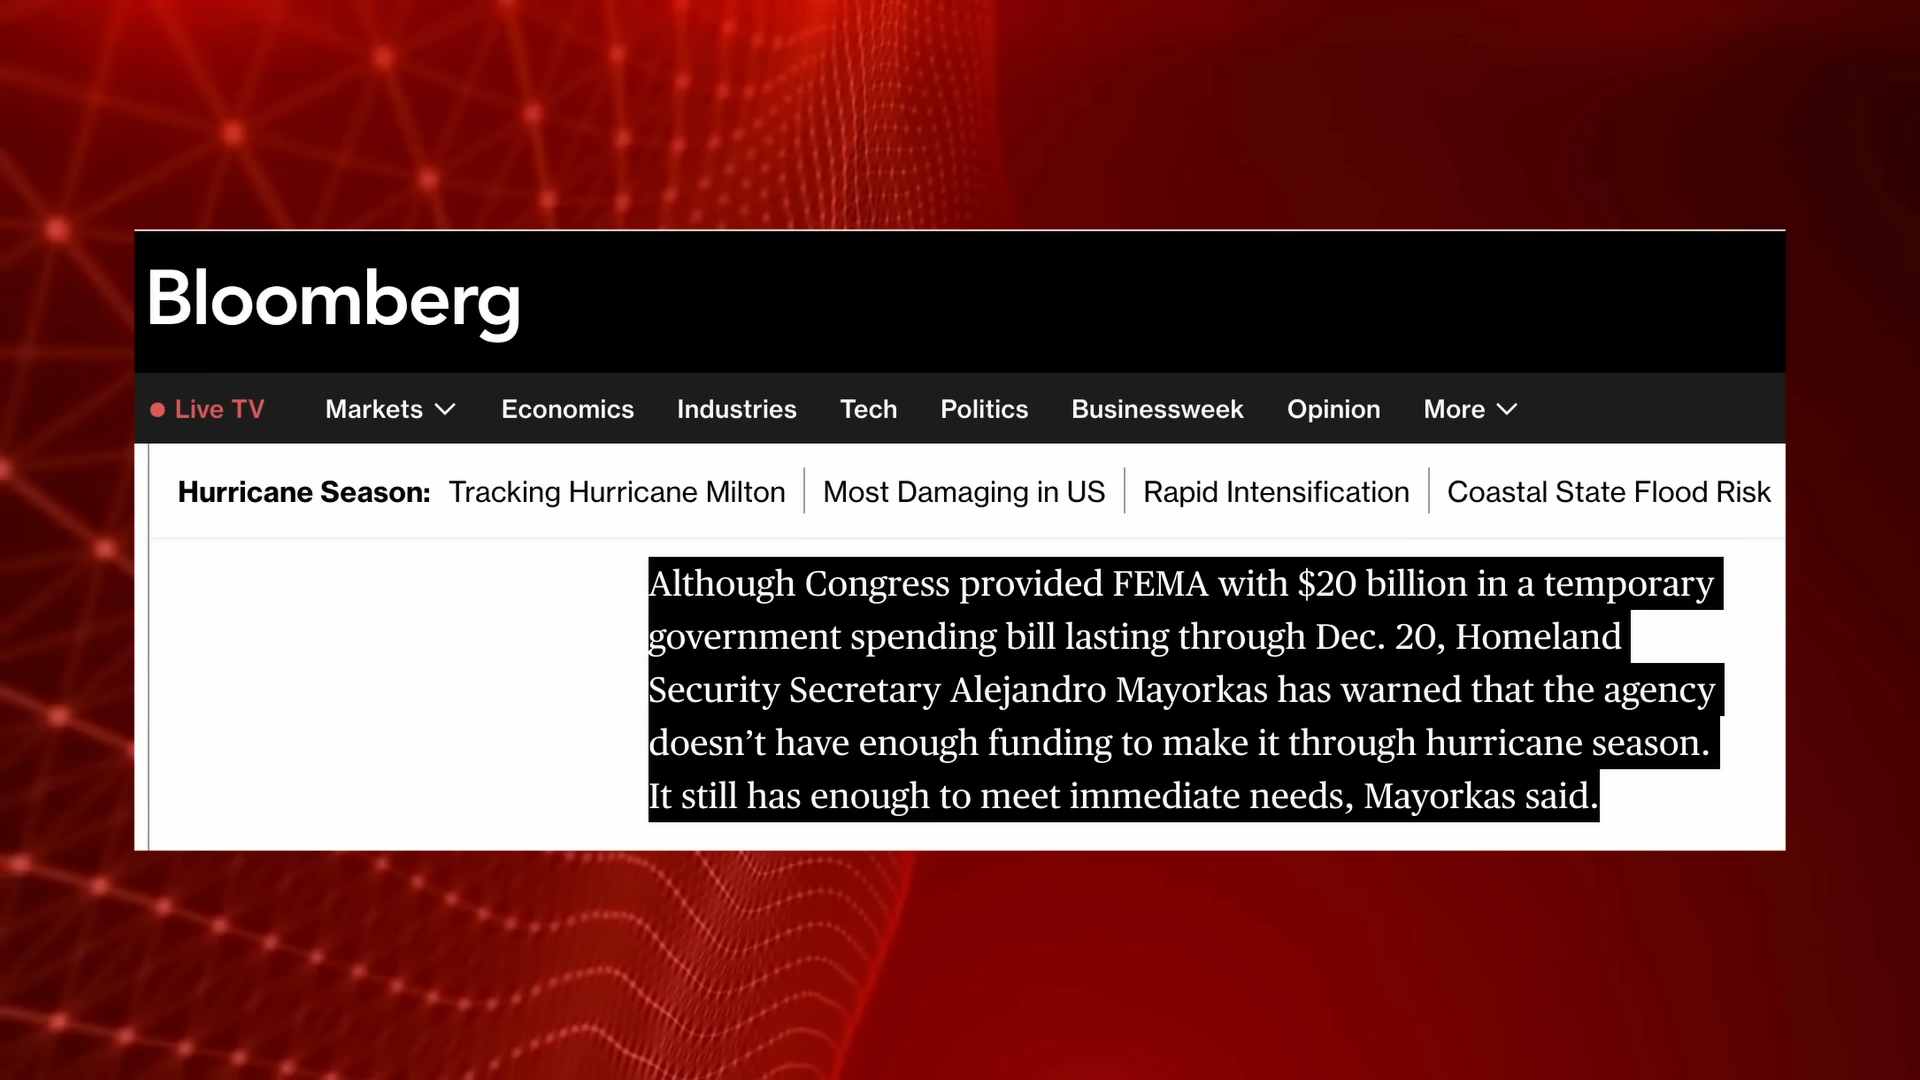 Bloomberg
Live TV Markets Economics Industries Tech Politics Businessweek Opinion More
Hurricane Season: Tracking Hurricane Milton Most Damaging in US Rapid Intensification Coastal State Flood Risk
Although Congress provided FEMA with $20 billion in a temporary
government spending bill lasting through Dec. 20, Homeland
Security Secretary Alejandro Mayorkas has warned that the agency
doesn’t have enough funding to make it through hurricane season.
It still has enough to meet immediate needs, Mayorkas said.